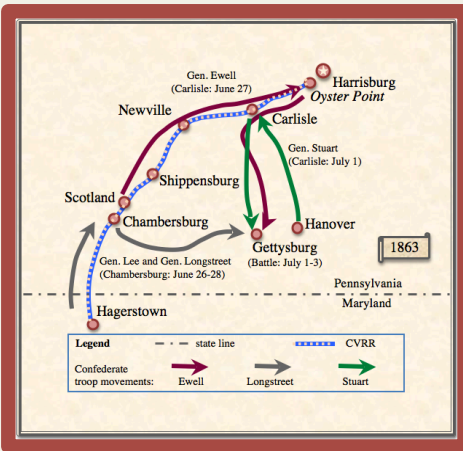 Gen. Ewell
(Carlisle: June 27)
Harrisburg
Oyster Point
Newville
Carlisle
Gen. Stuart
(Carlisle: July 1)
Shippensburg
Scotland
Chambersburg
Hanover
Gettysburg
(Battle: July 1-3)
1863
Gen. Lee and Gen. Longstreet
(Chambersburg: June 26-28)
Pennsylvania
Maryland
Hagerstown
Legend
state line
CVRR
Confederate
troop movements:
Ewell
Longstreet
Stuart